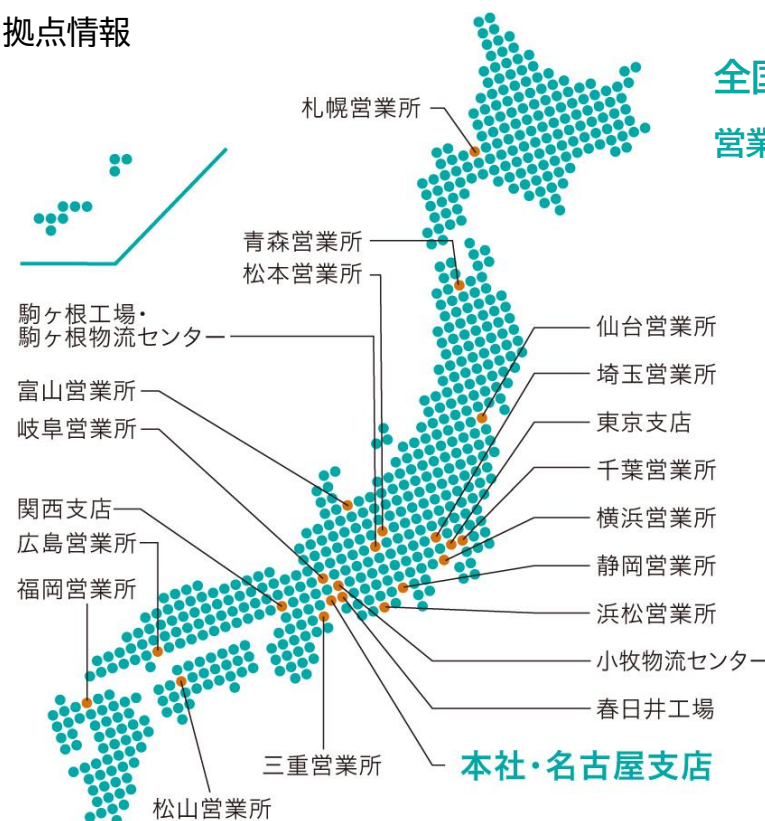 拠点情報
全国
営業
札幌営業所
青森営業所
松本営業所
駒ヶ根工場・
駒ヶ根物流センター
富山営業所
岐阜営業所
関西支店
広島営業所
福岡営業所
仙台営業所
埼玉営業所
東京支店
千葉営業所
横浜営業所
静岡営業所
浜松営業所
小牧物流センター
春日井工場
本社・名古屋支店
三重営業所
松山営業所